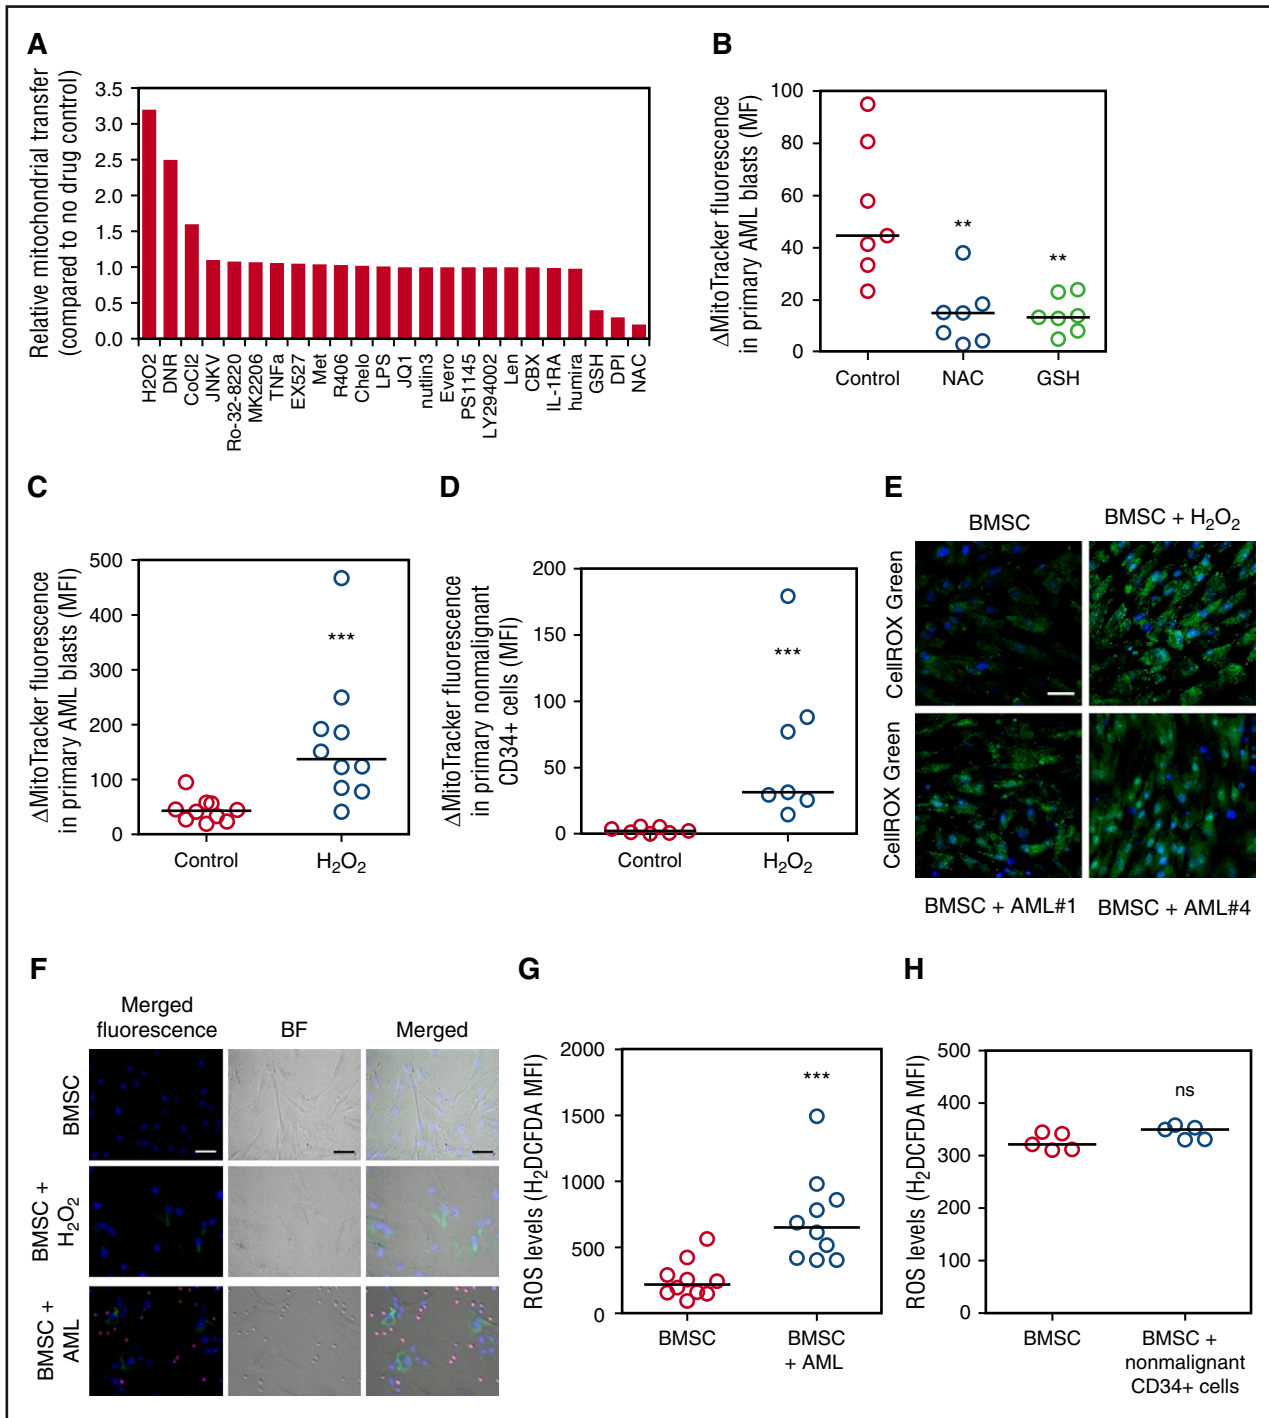 A
Relative mitochondrial transfer
(compared to no drug control)
3.5
3.0
2.5
2.0
1.5
1.0
0.5
0.0
H2O2
DNR
CoCl2
JNKV
Ro-32-8220
MK2206
TNFa
EX527
Met
R406
Chelo
LPS
JQ1
nutlin3
Evero
PS1145
LY294002
Len
CBX
IL-1RA
humira
GSH
DPI
NAC
B
ΔMitoTracker fluorescence
in primary AML blasts (MF)
100
80
60
40
20
0
**
**
Control
NAC
GSH
C
ΔMitoTracker fluorescence
in primary AML blasts (MFI)
500
400
300
200
100
0
***
Control
H₂O₂
D
ΔMitoTracker fluorescence
in primary nonmalignant
CD34+ cells (MFI)
200
150
100
50
0
***
Control
H₂O₂
E
BMSC
BMSC + H₂O₂
CellROX Green
CellROX Green
BMSC + AML#1
BMSC + AML#4
F
Merged
fluorescence
BF
Merged
BMSC
BMSC +
H₂O₂
BMSC +
AML
G
ROS levels (H₂DCFDA MFI)
2000
1500
1000
500
0
***
BMSC
BMSC
+ AML
H
ROS levels (H₂DCFDA MFI)
500
400
300
200
100
0
ns
BMSC
BMSC +
nonmalignant
CD34+ cells